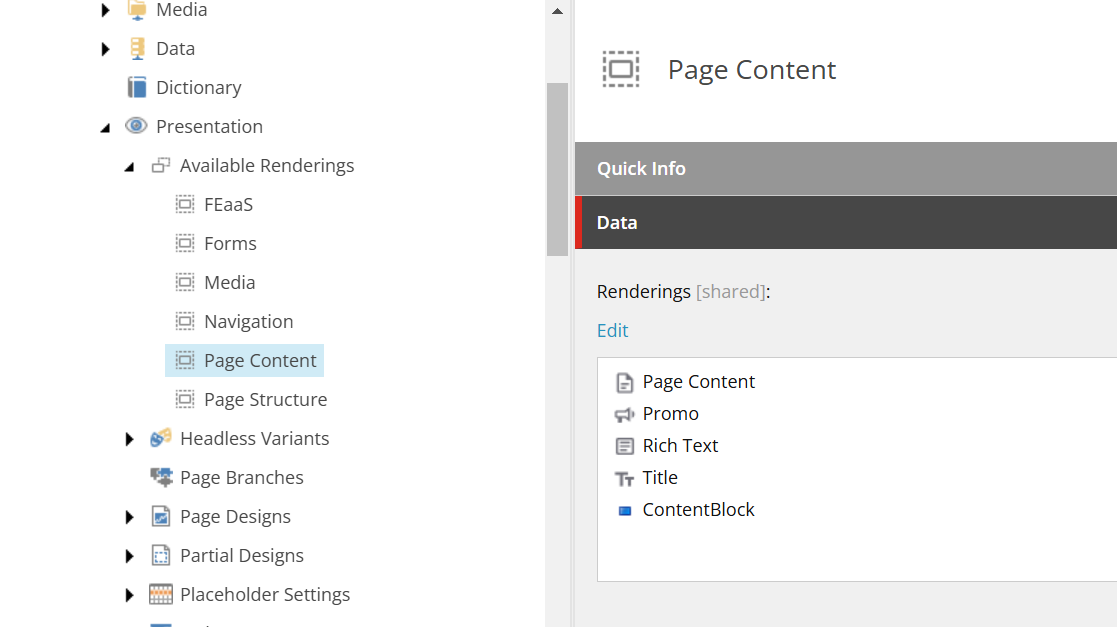 Media
Data
Dictionary
Presentation
Available Renderings
FEaaS
Forms
Media
Navigation
Page Content
Page Structure
Headless Variants
Page Branches
Page Designs
Partial Designs
Placeholder Settings
Page Content
Quick Info
Data
Renderings [shared]:
Edit
Page Content
Promo
Rich Text
Title
ContentBlock